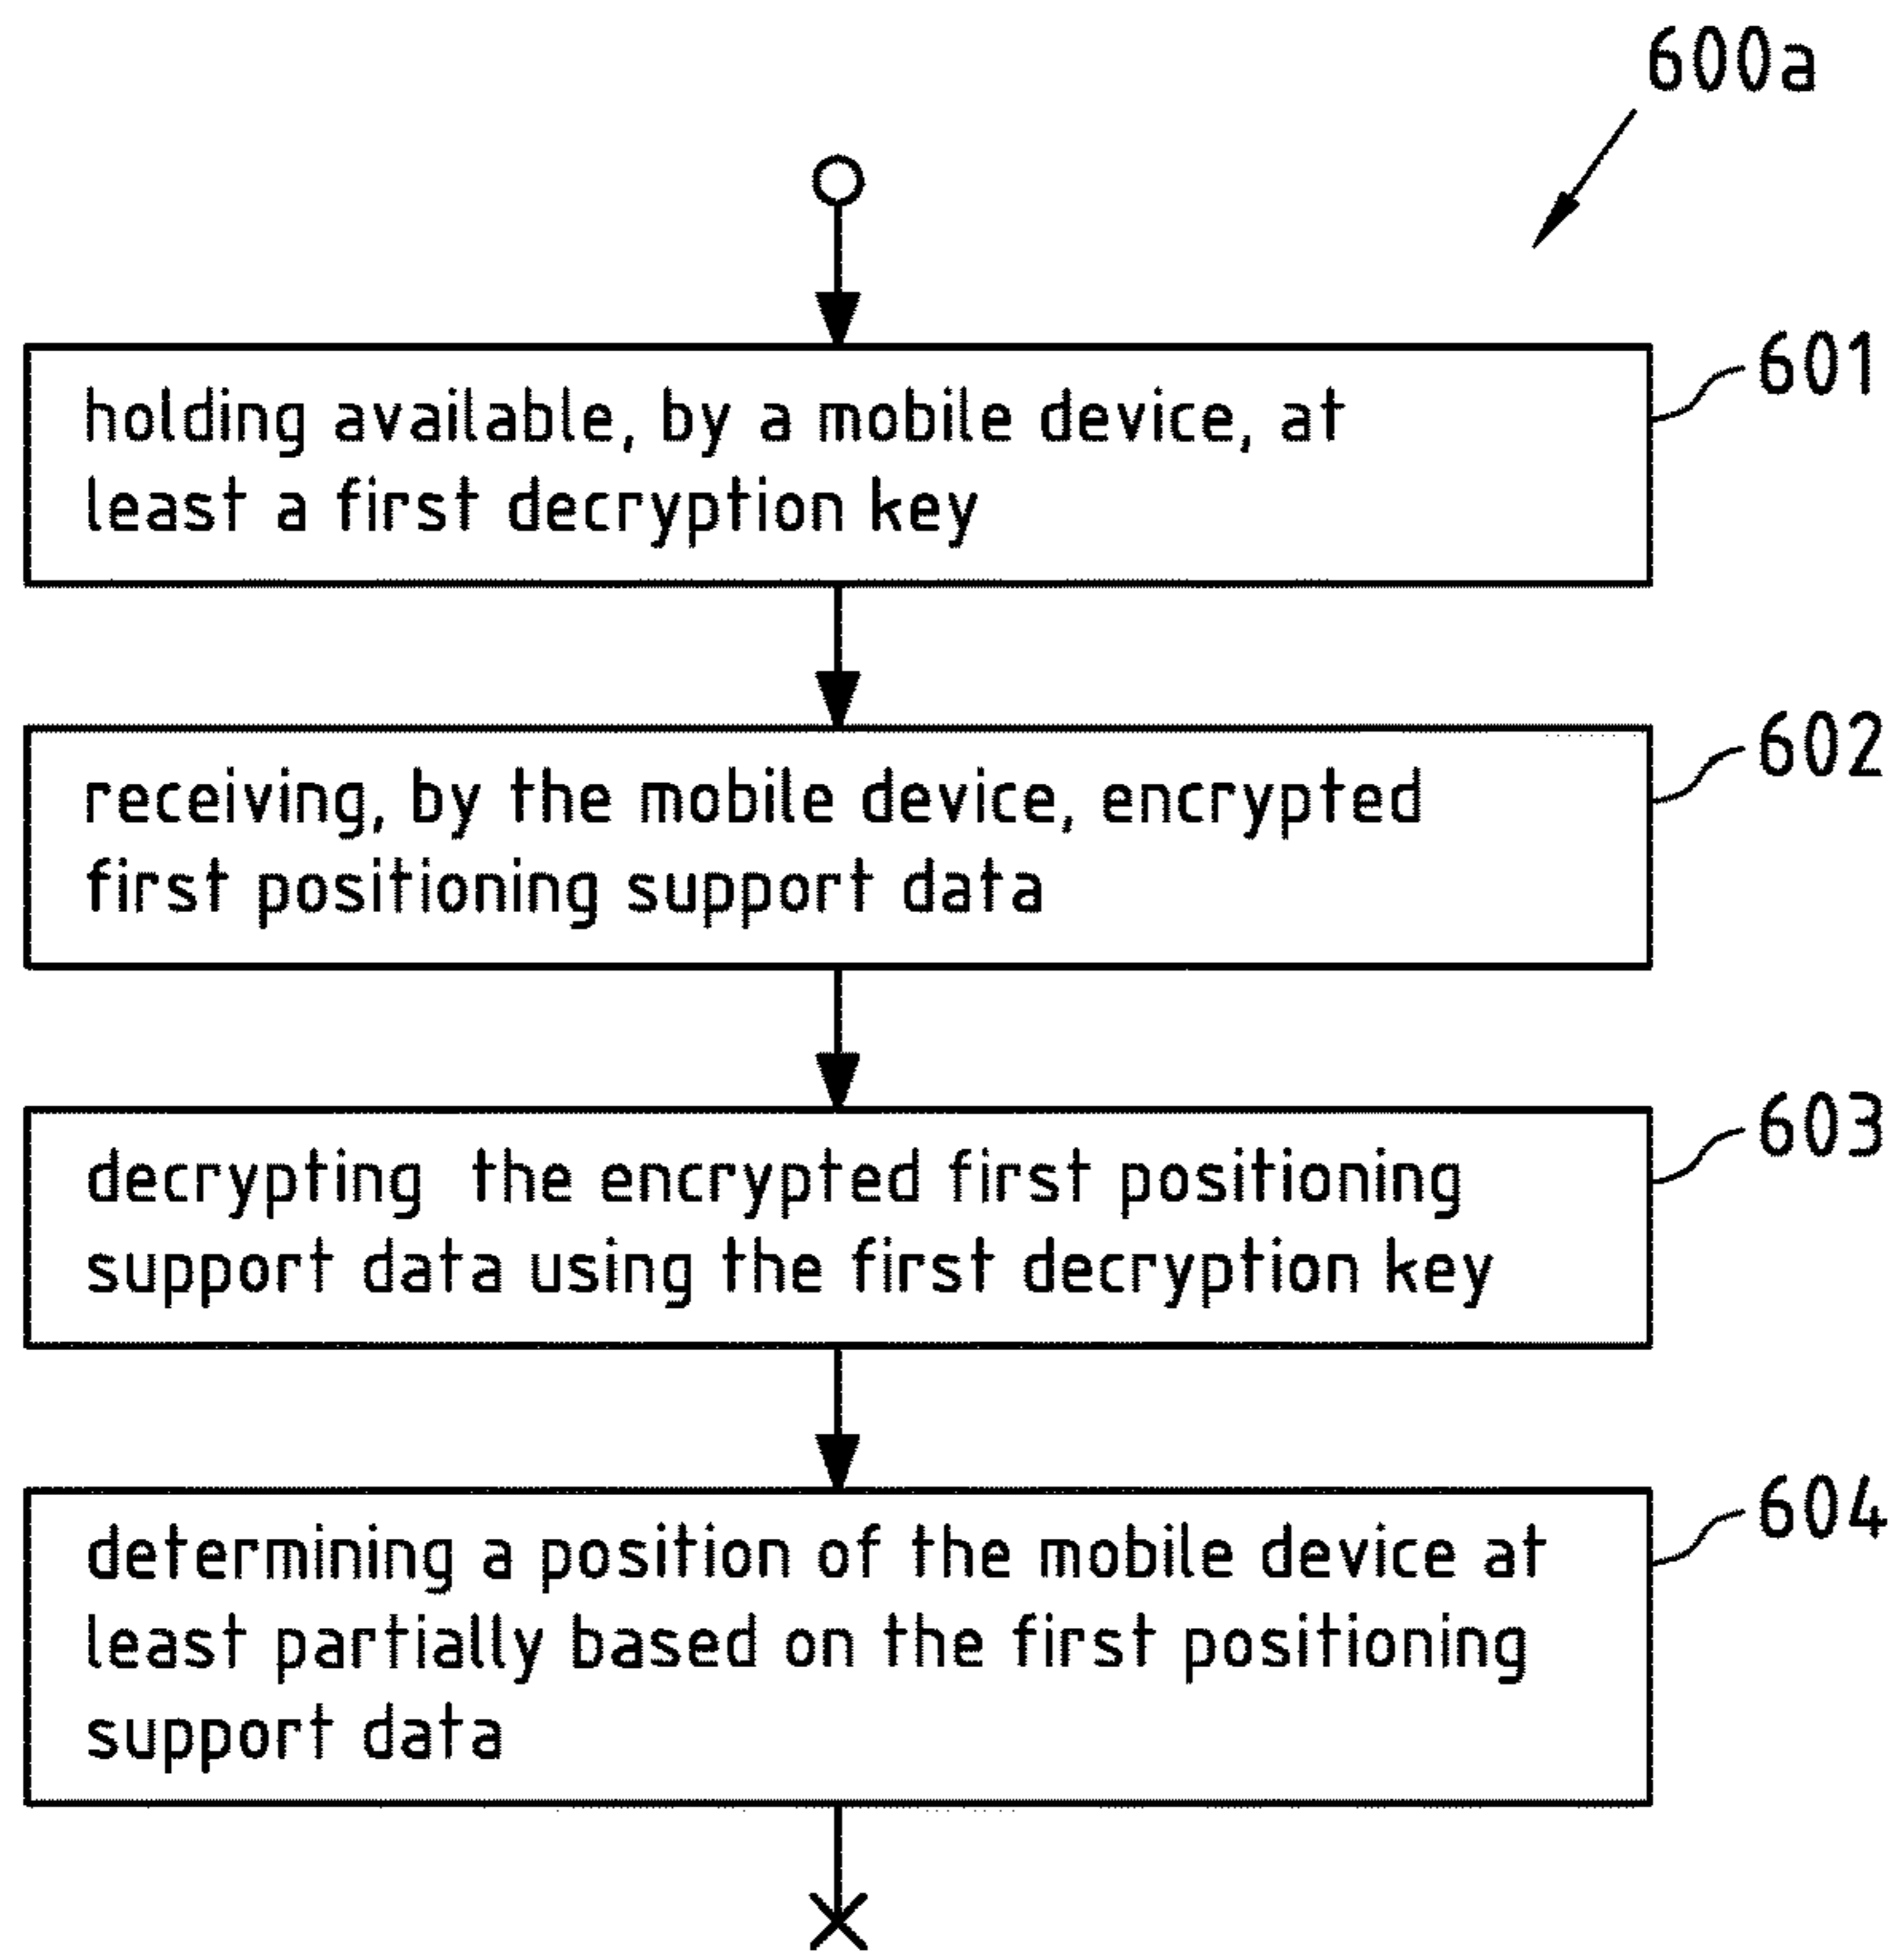 600a
holding available, by a mobile device, at
least a first decryption key
601
receiving, by the mobile device, encrypted
first positioning support data
602
decrypting the encrypted first positioning
support data using the first decryption key
603
determining a position of the mobile device at
least partially based on the first positioning
support data
604